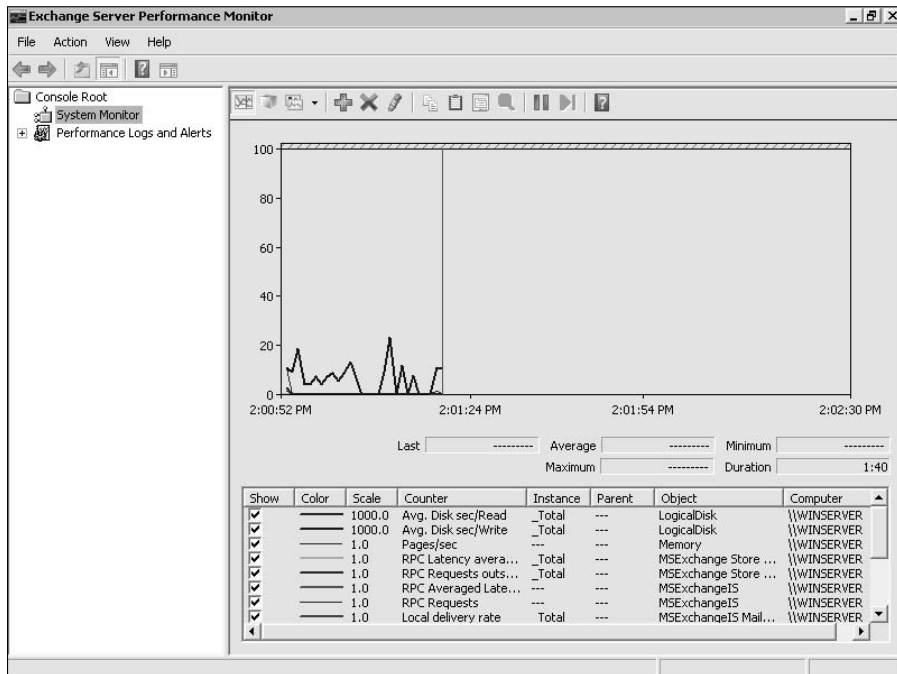 Exchange Server Performance Monitor
File Action View Help
Console Root
System Monitor
Performance Logs and Alerts
100
80
60
40
20
0
2:00:52 PM 2:01:24 PM 2:01:54 PM 2:02:30 PM
Last --------- Average --------- Minimum ---------
Maximum --------- Duration 1:40
Show Color Scale Counter Instance Parent Object Computer
1000.0 Avg. Disk sec/Read _Total --- LogicalDisk \\WINSERVER
1000.0 Avg. Disk sec/Write _Total --- LogicalDisk \\WINSERVER
1.0 Pages/sec --- --- Memory \\WINSERVER
1.0 RPC Latency avera... _Total --- MSExchange Store ... \\WINSERVER
1.0 RPC Requests outs... _Total --- MSExchange Store ... \\WINSERVER
1.0 RPC Averaged Late... --- --- MSExchangeIS \\WINSERVER
1.0 RPC Requests --- --- MSExchangeIS \\WINSERVER
1.0 Local delivery rate _Total --- MSExchangeIS Mail... \\WINSERVER